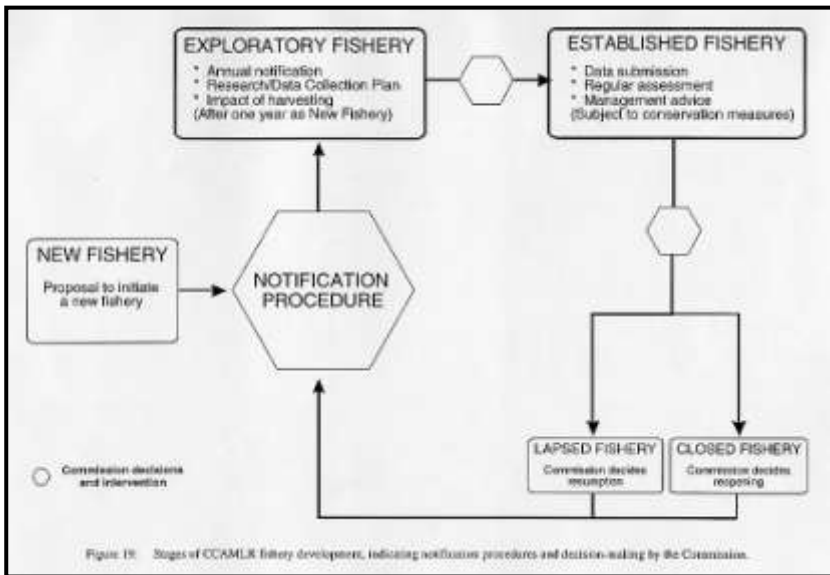 EXPLORATORY FISHERY
* Annual notification
* Research/Data Collection Plan
* Impact of harvesting
(After one year as New Fishery)
ESTABLISHED FISHERY
* Data submission
* Regular assessment
* Management advice
(Subject to conservation measures)
NEW FISHERY
Proposal to initiate
a new fishery
NOTIFICATION
PROCEDURE
LAPSED FISHERY
Commission decides
resumption
CLOSED FISHERY
Commission decides
reopening
Commission decisions
and intervention
Figure 19: Stages of CCAMLR fishery development, indicating notification procedures and decision-making by the Commission.